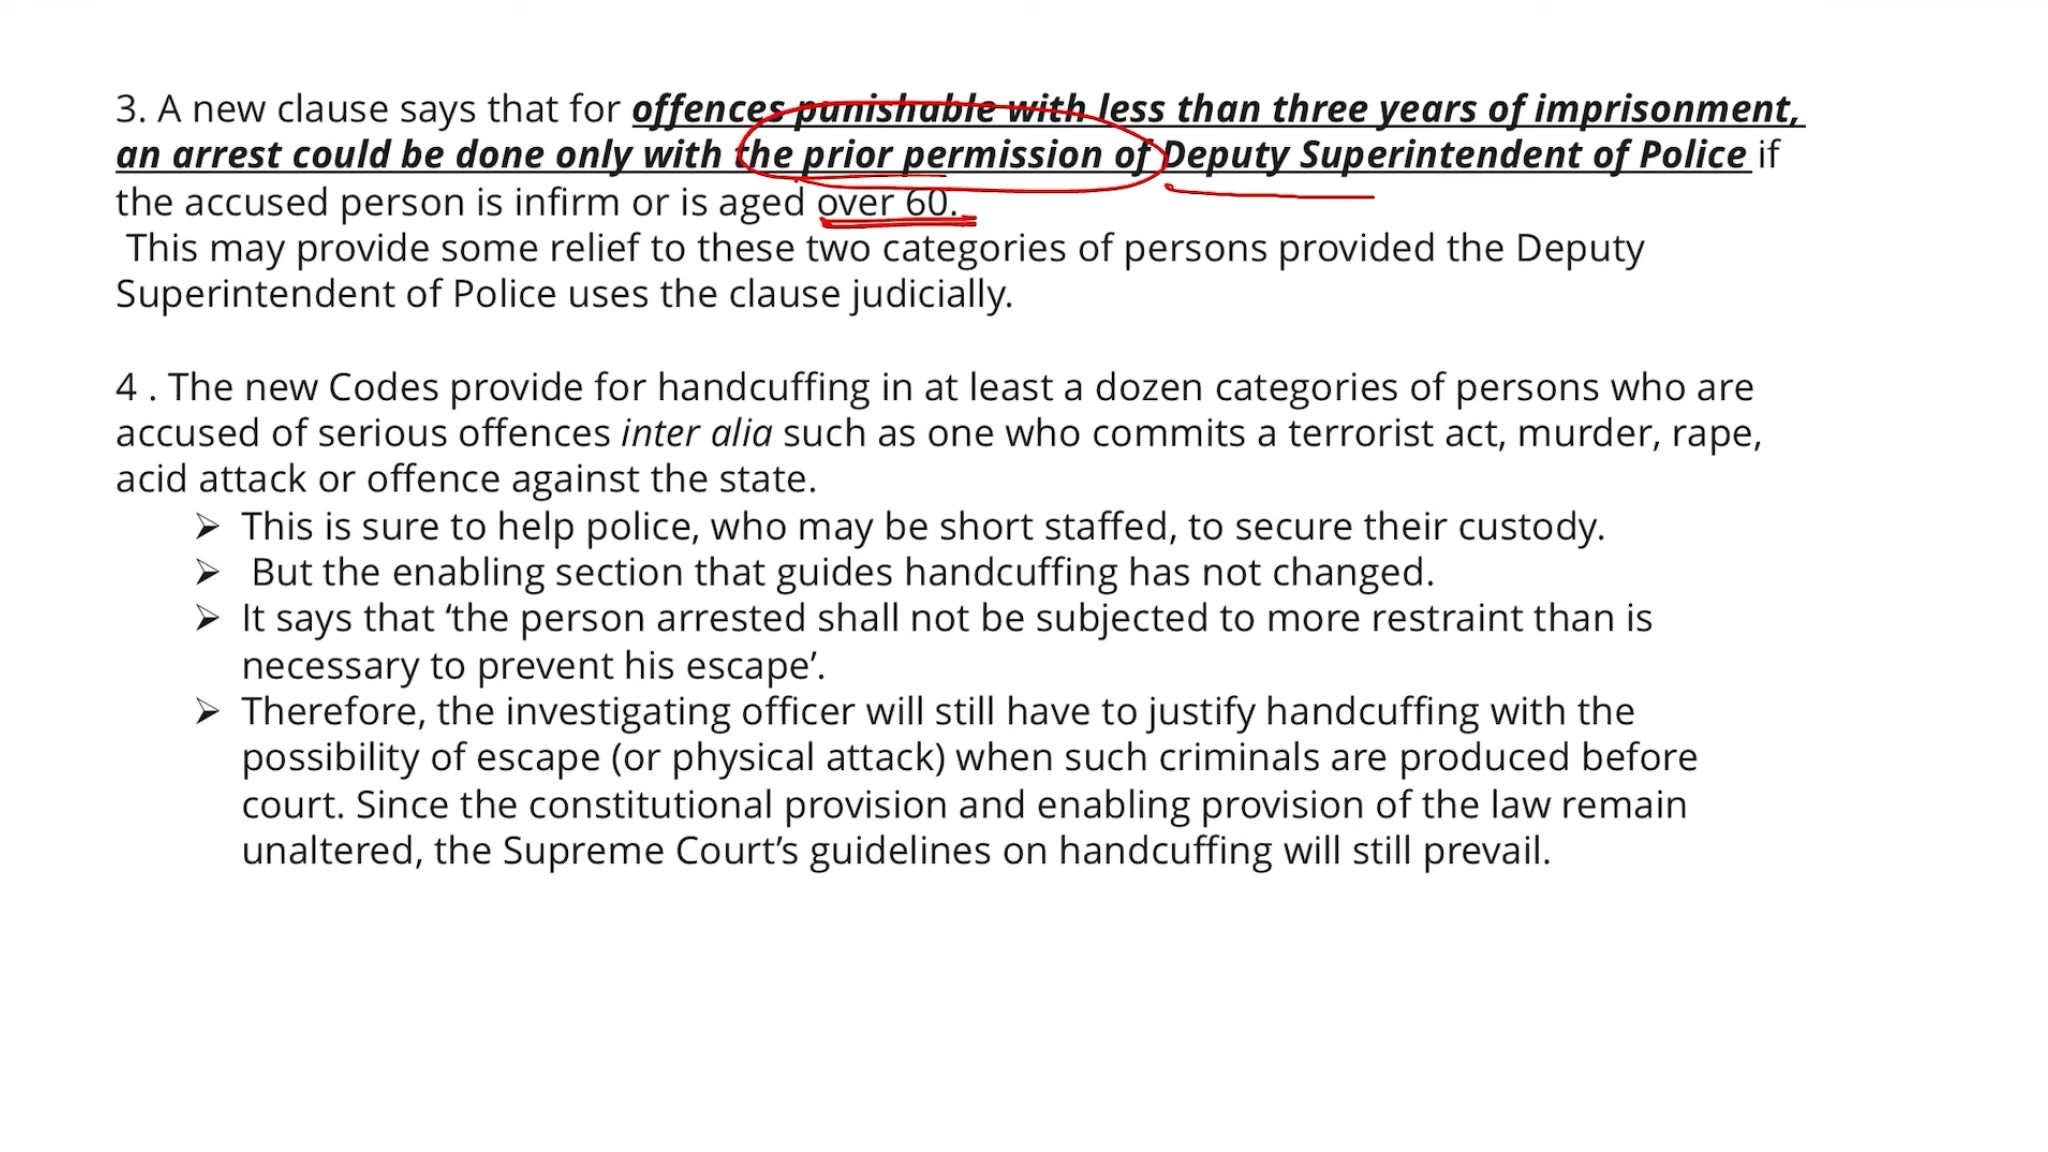 3. A new clause says that for offences punishable with less than three years of imprisonment,
an arrest could be done only with the prior permission of Deputy Superintendent of Police if
the accused person is infirm or is aged over 60.
This may provide some relief to these two categories of persons provided the Deputy
Superintendent of Police uses the clause judicially.
4 . The new Codes provide for handcuffing in at least a dozen categories of persons who are
accused of serious offences inter alia such as one who commits a terrorist act, murder, rape,
acid attack or offence against the state.
➢ This is sure to help police, who may be short staffed, to secure their custody.
➢ But the enabling section that guides handcuffing has not changed.
➢ It says that ‘the person arrested shall not be subjected to more restraint than is
necessary to prevent his escape’.
➢ Therefore, the investigating officer will still have to justify handcuffing with the
possibility of escape (or physical attack) when such criminals are produced before
court. Since the constitutional provision and enabling provision of the law remain
unaltered, the Supreme Court’s guidelines on handcuffing will still prevail.